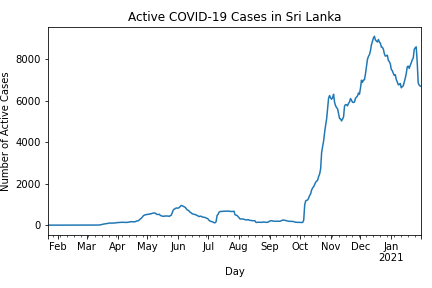 Active COVID-19 Cases in Sri Lanka
Number of Active Cases
8000
6000
4000
2000
0
Feb Mar Apr May Jun Jul Aug Sep Oct Nov Dec Jan
2021
Day